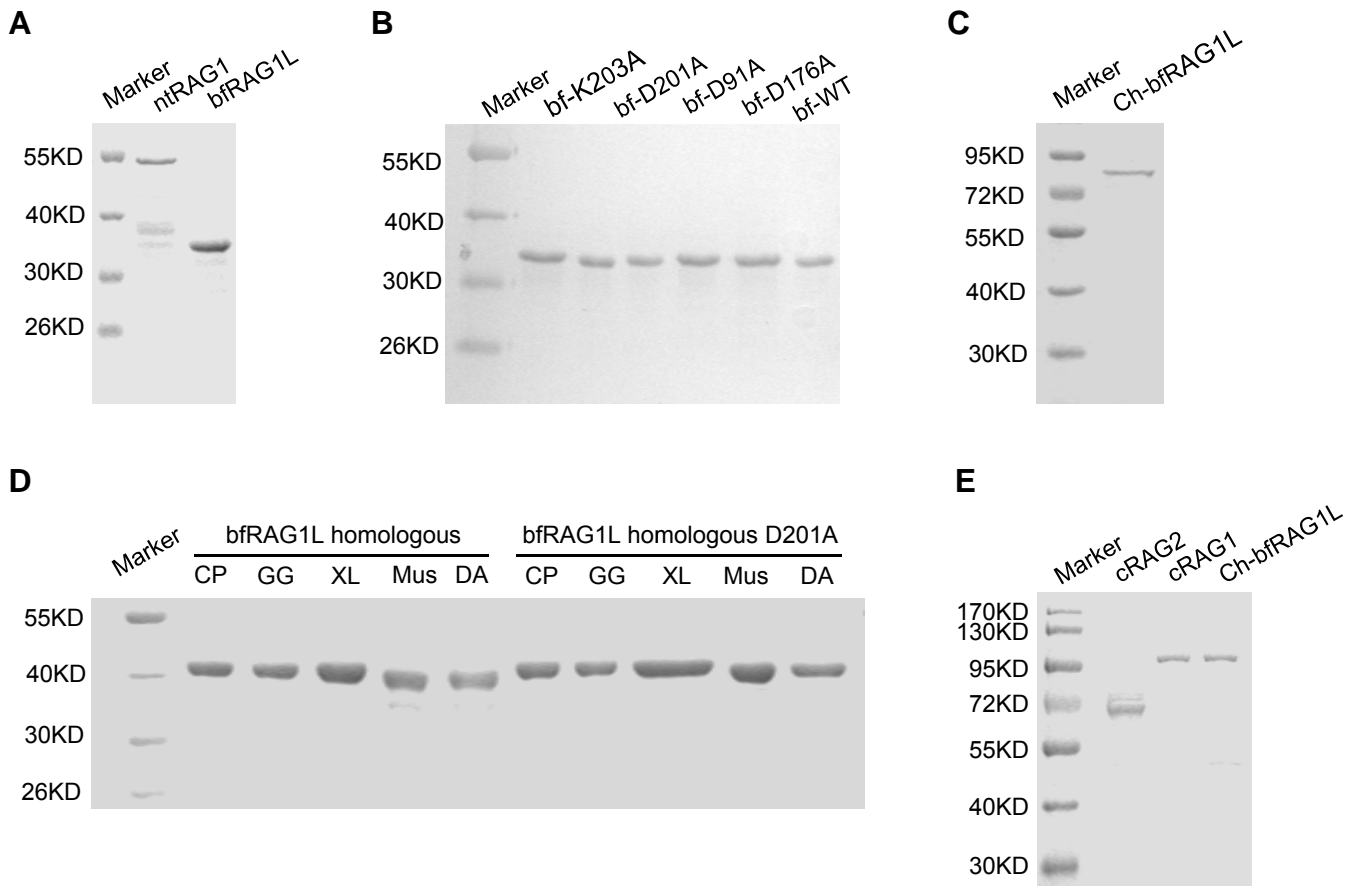 A
Marker ntRAG1 bfRAG1L
55KD
40KD
30KD
26KD
B
Marker bf-K203A bf-D201A bf-D91A bf-D176A bf-WT
55KD
40KD
30KD
26KD
C
Marker Ch-bfRAG1L
95KD
72KD
55KD
40KD
30KD
D
Marker
bfRAG1L homologous bfRAG1L homologous D201A
CP GG XL Mus DA CP GG XL Mus DA
55KD
40KD
30KD
26KD
E
Marker cRAG2 cRAG1 Ch-bfRAG1L
170KD
130KD
95KD
72KD
55KD
40KD
30KD